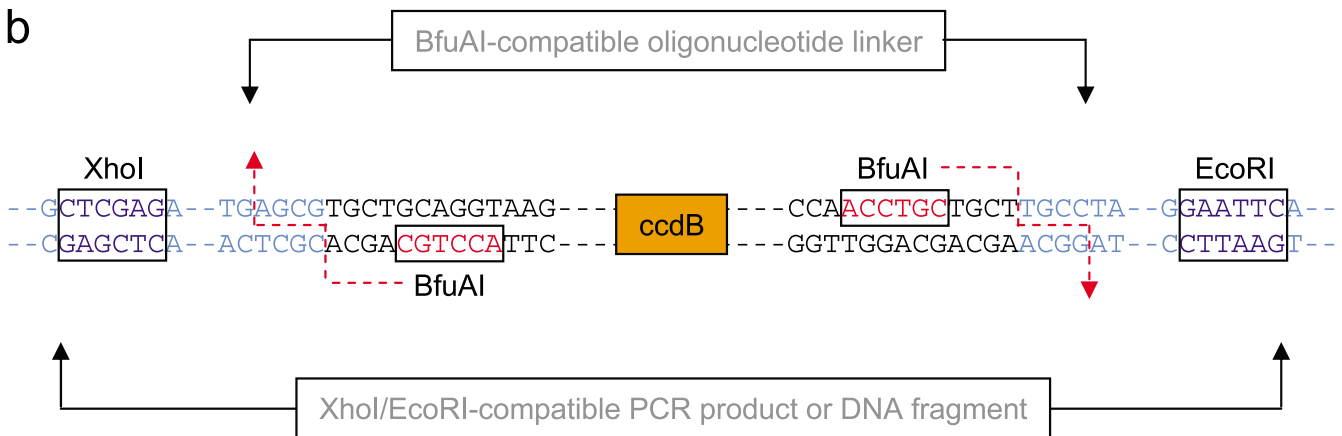 b
BfuAI-compatible oligonucleotide linker
XhoI BfuAI EcoRI
--GCTCGAGA--TGAGCGTGCTGCAGGTAAG----ccdB----CCAACCTGCTGCTTGCCTA--GGAATTCA--
--CGAGCTCA--ACTCGCACGACGTCCATTC----GGTTGGACGACGAACGGAT--CCTTAAGT--
BfuAI
XhoI/EcoRI-compatible PCR product or DNA fragment